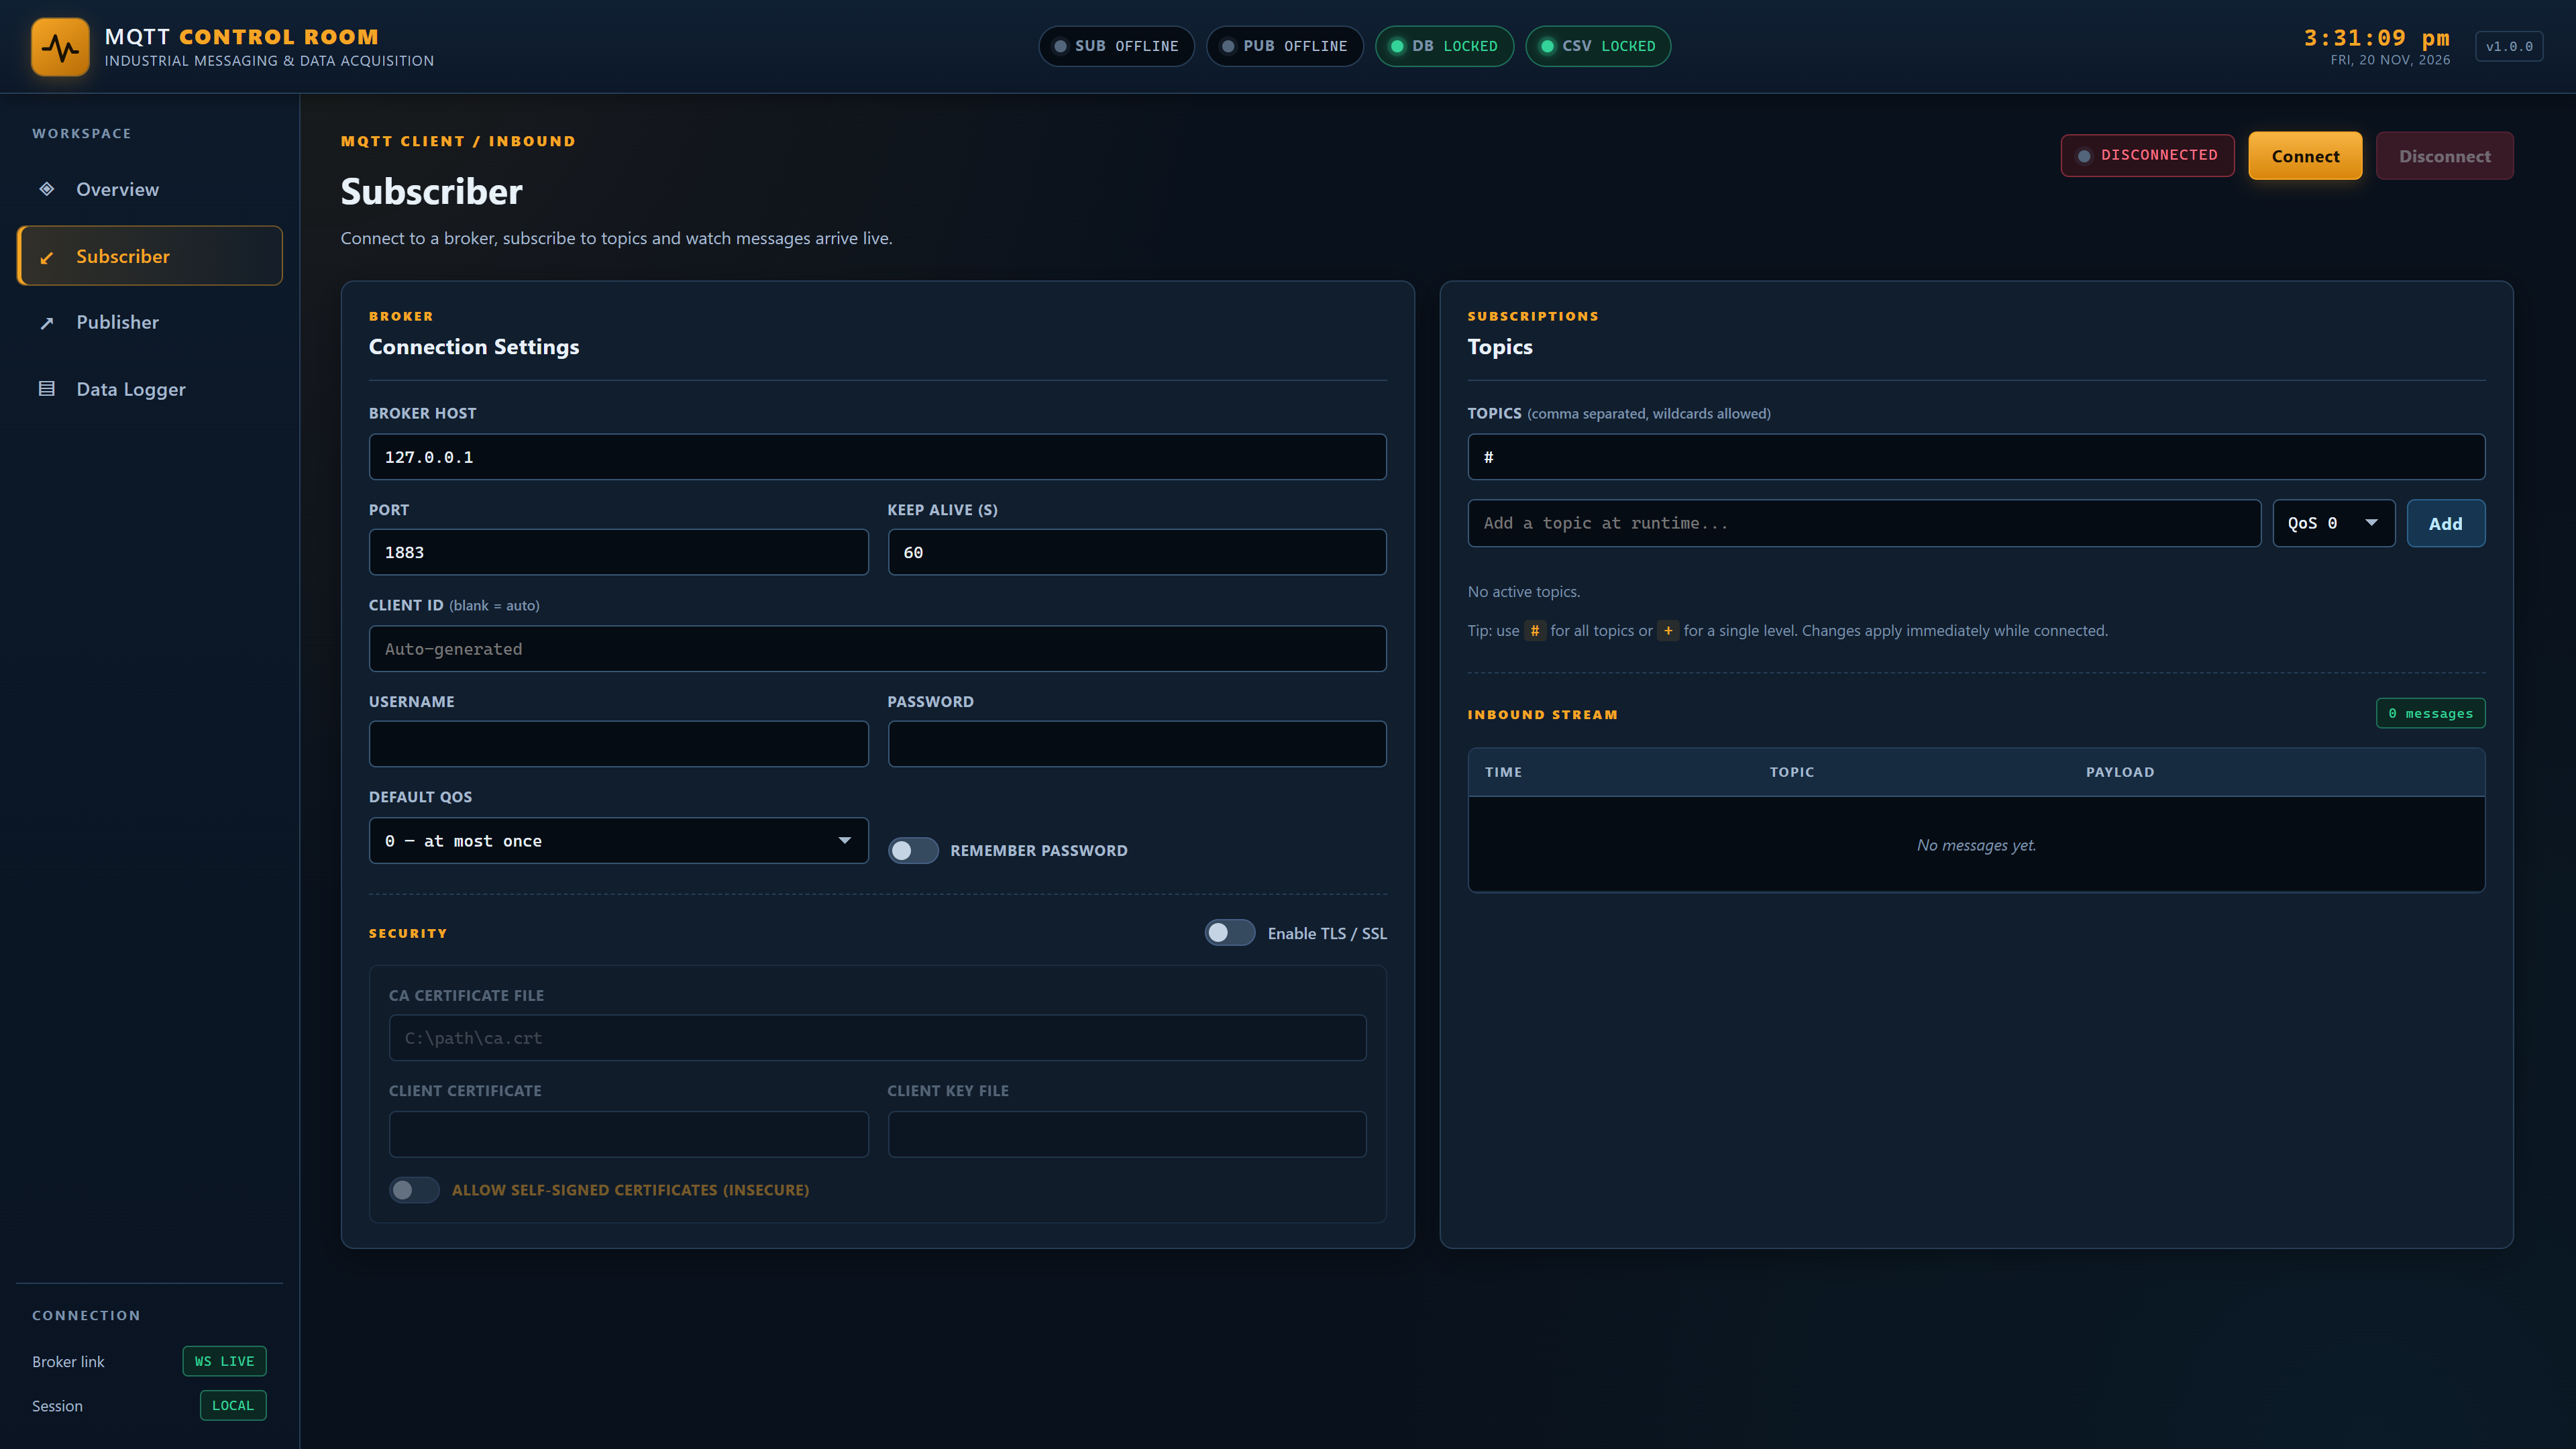 MQTT CONTROL ROOM
INDUSTRIAL MESSAGING & DATA ACQUISITION
SUB OFFLINE
PUB OFFLINE
DB LOCKED
CSV LOCKED
3:31:09 pm
FRI, 20 NOV, 2026
v1.0.0
WORKSPACE
Overview
Subscriber
Publisher
Data Logger
CONNECTION
Broker link WS LIVE
Session LOCAL
MQTT CLIENT / INBOUND
Subscriber
Connect to a broker, subscribe to topics and watch messages arrive live.
DISCONNECTED
Connect
Disconnect
BROKER
Connection Settings
BROKER HOST
127.0.0.1
PORT KEEP ALIVE (S)
1883 60
CLIENT ID (blank = auto)
Auto-generated
USERNAME PASSWORD
DEFAULT QOS
0 — at most once
REMEMBER PASSWORD
SECURITY
Enable TLS / SSL
CA CERTIFICATE FILE
C:\path\ca.crt
CLIENT CERTIFICATE CLIENT KEY FILE
ALLOW SELF-SIGNED CERTIFICATES (INSECURE)
SUBSCRIPTIONS
Topics
TOPICS (comma separated, wildcards allowed)
#
Add a topic at runtime...
QoS 0
Add
No active topics.
Tip: use # for all topics or + for a single level. Changes apply immediately while connected.
INBOUND STREAM
0 messages
TIME TOPIC PAYLOAD
No messages yet.